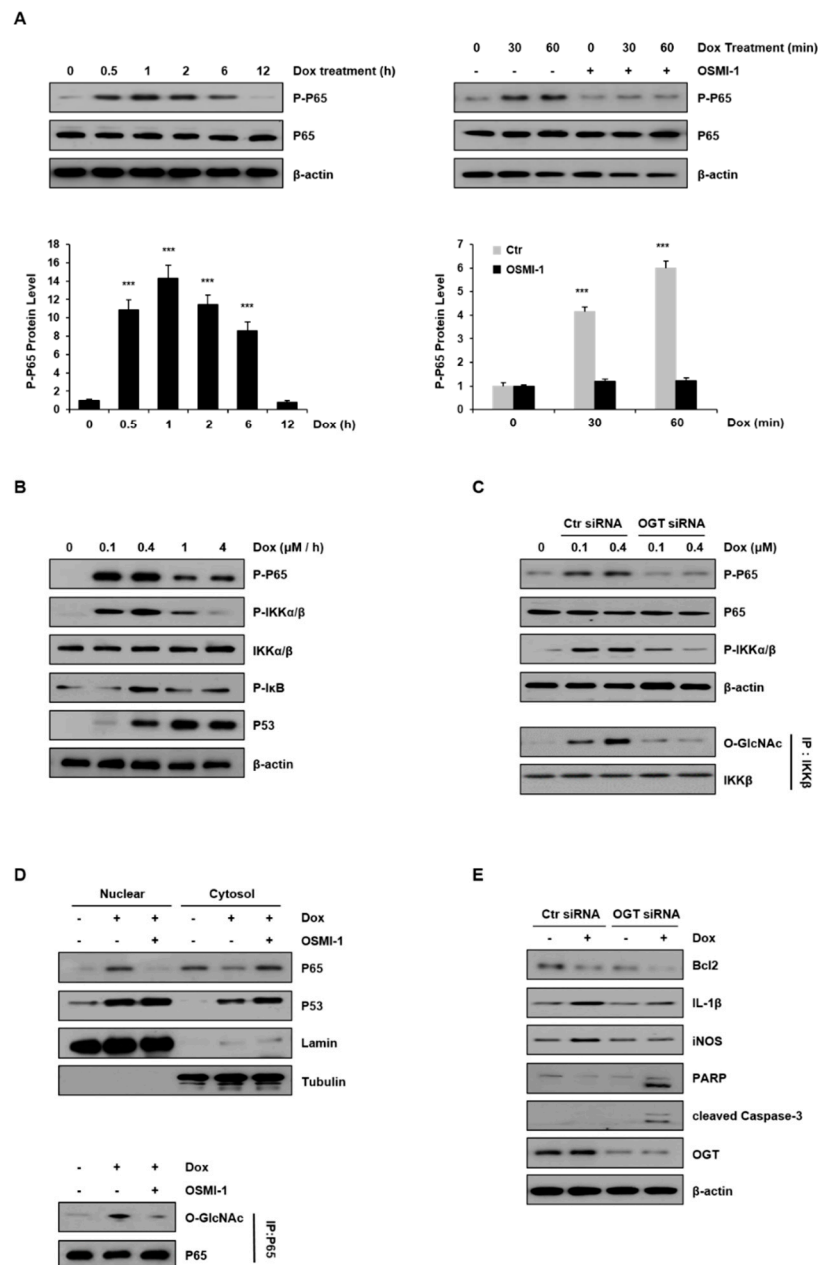 A
0 0.5 1 2 6 12 Dox treatment (h)
P-P65
P65
β-actin
0 30 60 0 30 60 Dox Treatment (min)
- - - + + + OSMI-1
P-P65
P65
β-actin
P-P65 Protein Level
18
16
14
12
10
8
6
4
2
0
*** *** *** ***
0 0.5 1 2 6 12 Dox (h)
P-P65 Protein Level
7
6
5
4
3
2
1
0
Ctr
OSMI-1
*** ***
0 30 60 Dox (min)
B
0 0.1 0.4 1 4 Dox (μM / h)
P-P65
P-IKKα/β
IKKα/β
P-IκB
P53
β-actin
C
Ctr siRNA OGT siRNA
0 0.1 0.4 0.1 0.4 Dox (μM)
P-P65
P65
P-IKKα/β
β-actin
O-GlcNAc
IKKβ
IP : IKKβ
D
Nuclear Cytosol
- + + - + + Dox
- - + - - + OSMI-1
P65
P53
Lamin
Tubulin
- + + Dox
- - + OSMI-1
O-GlcNAc
P65
IP:P65
E
Ctr siRNA OGT siRNA
- + - + Dox
Bcl2
IL-1β
iNOS
PARP
cleaved Caspase-3
OGT
β-actin